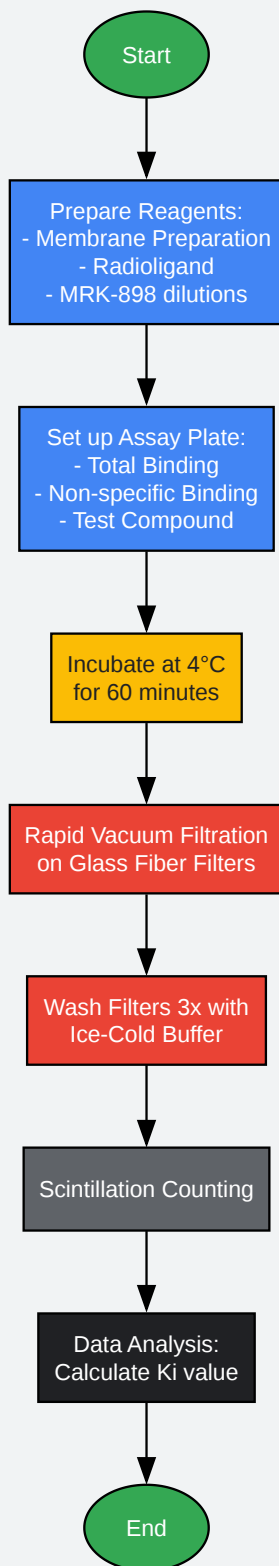 Start
Prepare Reagents:
- Membrane Preparation
- Radioligand
- MRK-898 dilutions
Set up Assay Plate:
- Total Binding
- Non-specific Binding
- Test Compound
Incubate at 4°C
for 60 minutes
Rapid Vacuum Filtration
on Glass Fiber Filters
Wash Filters 3x with
Ice-Cold Buffer
Scintillation Counting
Data Analysis:
Calculate Ki value
End